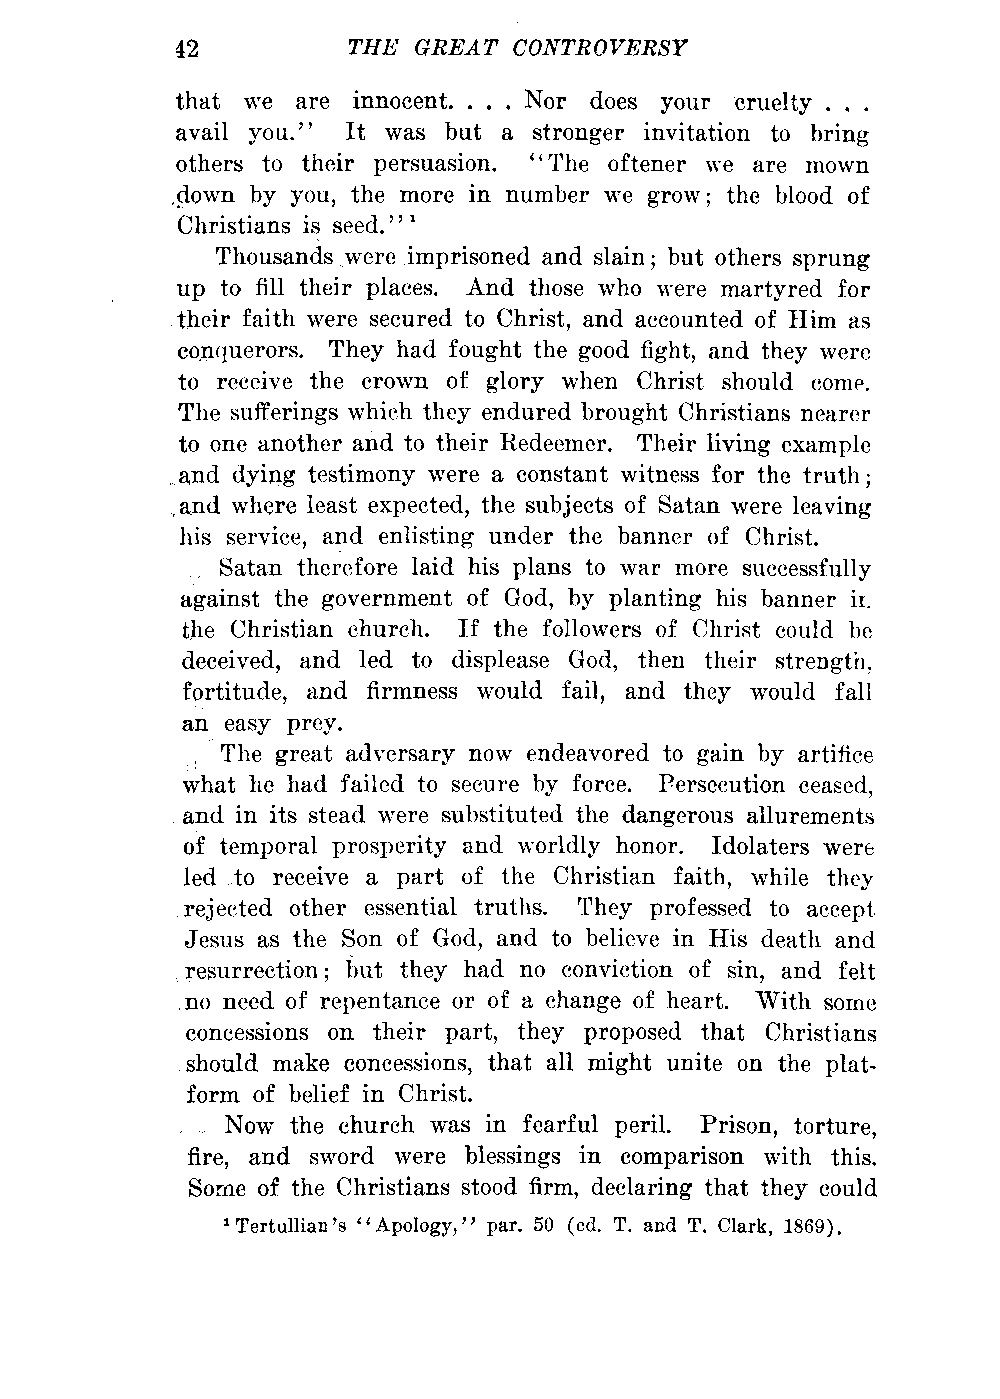 42 THE GREAT CONTROVERSY
that we are innocent. . . . Nor does your cruelty . . .
avail you.'' It was but a stronger invitation to bring
others to their persuasion. ``The oftener we are mown
down by you, the more in number we grow; the blood of
Christians is seed.''¹
Thousands were imprisoned and slain; but others sprung
up to fill their places. And those who were martyred for
their faith were secured to Christ, and accounted of Him as
conquerors. They had fought the good fight, and they were
to receive the crown of glory when Christ should come.
The sufferings which they endured brought Christians nearer
to one another and to their Redeemer. Their living example
and dying testimony were a constant witness for the truth;
and where least expected, the subjects of Satan were leaving
his service, and enlisting under the banner of Christ.
Satan therefore laid his plans to war more successfully
against the government of God, by planting his banner in
the Christian church. If the followers of Christ could be
deceived, and led to displease God, then their strength,
fortitude, and firmness would fail, and they would fall
an easy prey.
The great adversary now endeavored to gain by artifice
what he had failed to secure by force. Persecution ceased,
and in its stead were substituted the dangerous allurements
of temporal prosperity and worldly honor. Idolaters were
led to receive a part of the Christian faith, while they
rejected other essential truths. They professed to accept
Jesus as the Son of God, and to believe in His death and
resurrection; but they had no conviction of sin, and felt
no need of repentance or of a change of heart. With some
concessions on their part, they proposed that Christians
should make concessions, that all might unite on the plat-
form of belief in Christ.
Now the church was in fearful peril. Prison, torture,
fire, and sword were blessings in comparison with this.
Some of the Christians stood firm, declaring that they could
¹ Tertullian's ``Apology,'' par. 50 (ed. T. and T. Clark, 1869).